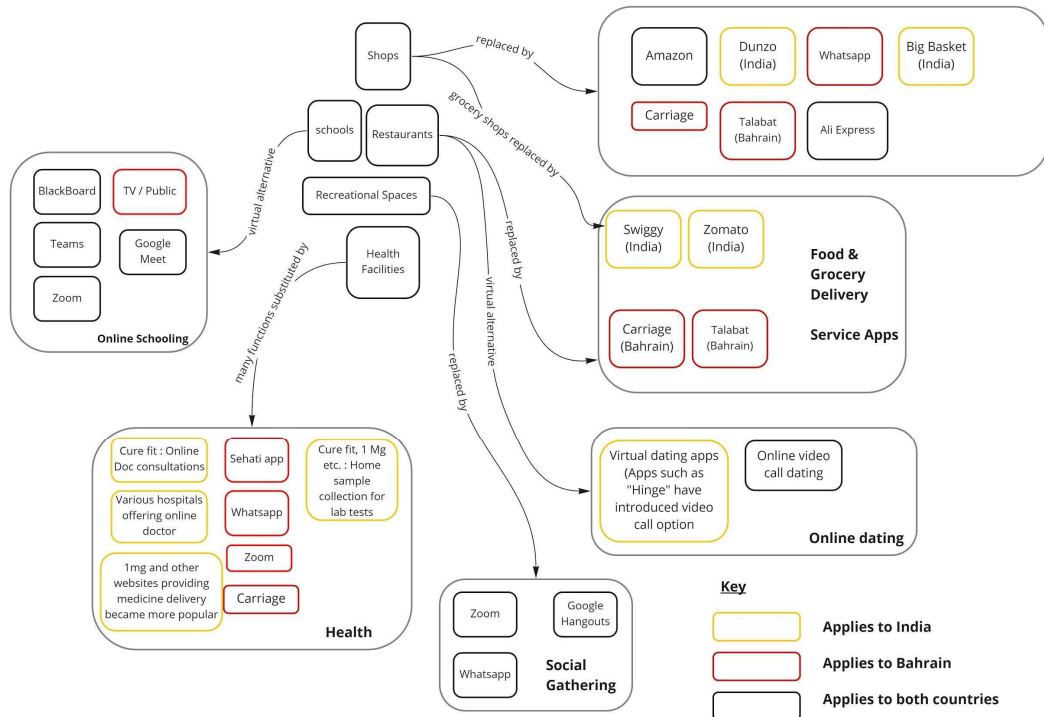 Shops
replaced by
grocery shops replaced by
schools
Restaurants
Recreational Spaces
Health
Facilities
virtual alternative
many functions substituted by
replaced by
virtual alternative
replaced by
Amazon
Dunzo
(India)
Whatsapp
Big Basket
(India)
Carriage
Talabat
(Bahrain)
Ali Express
BlackBoard
TV / Public
Teams
Google
Meet
Zoom
Online Schooling
Swiggy
(India)
Zomato
(India)
Food &
Grocery
Delivery
Service Apps
Carriage
(Bahrain)
Talabat
(Bahrain)
Cure fit : Online
Doc consultations
Sehati app
Cure fit, 1 Mg
etc. : Home
sample
collection for
lab tests
Various hospitals
offering online
doctor
Whatsapp
Zoom
1mg and other
websites providing
medicine delivery
became more popular
Carriage
Health
Virtual dating apps
(Apps such as
"Hinge" have
introduced video
call option
Online video
call dating
Online dating
Zoom
Google
Hangouts
Whatsapp
Social
Gathering
Key
Applies to India
Applies to Bahrain
Applies to both countries